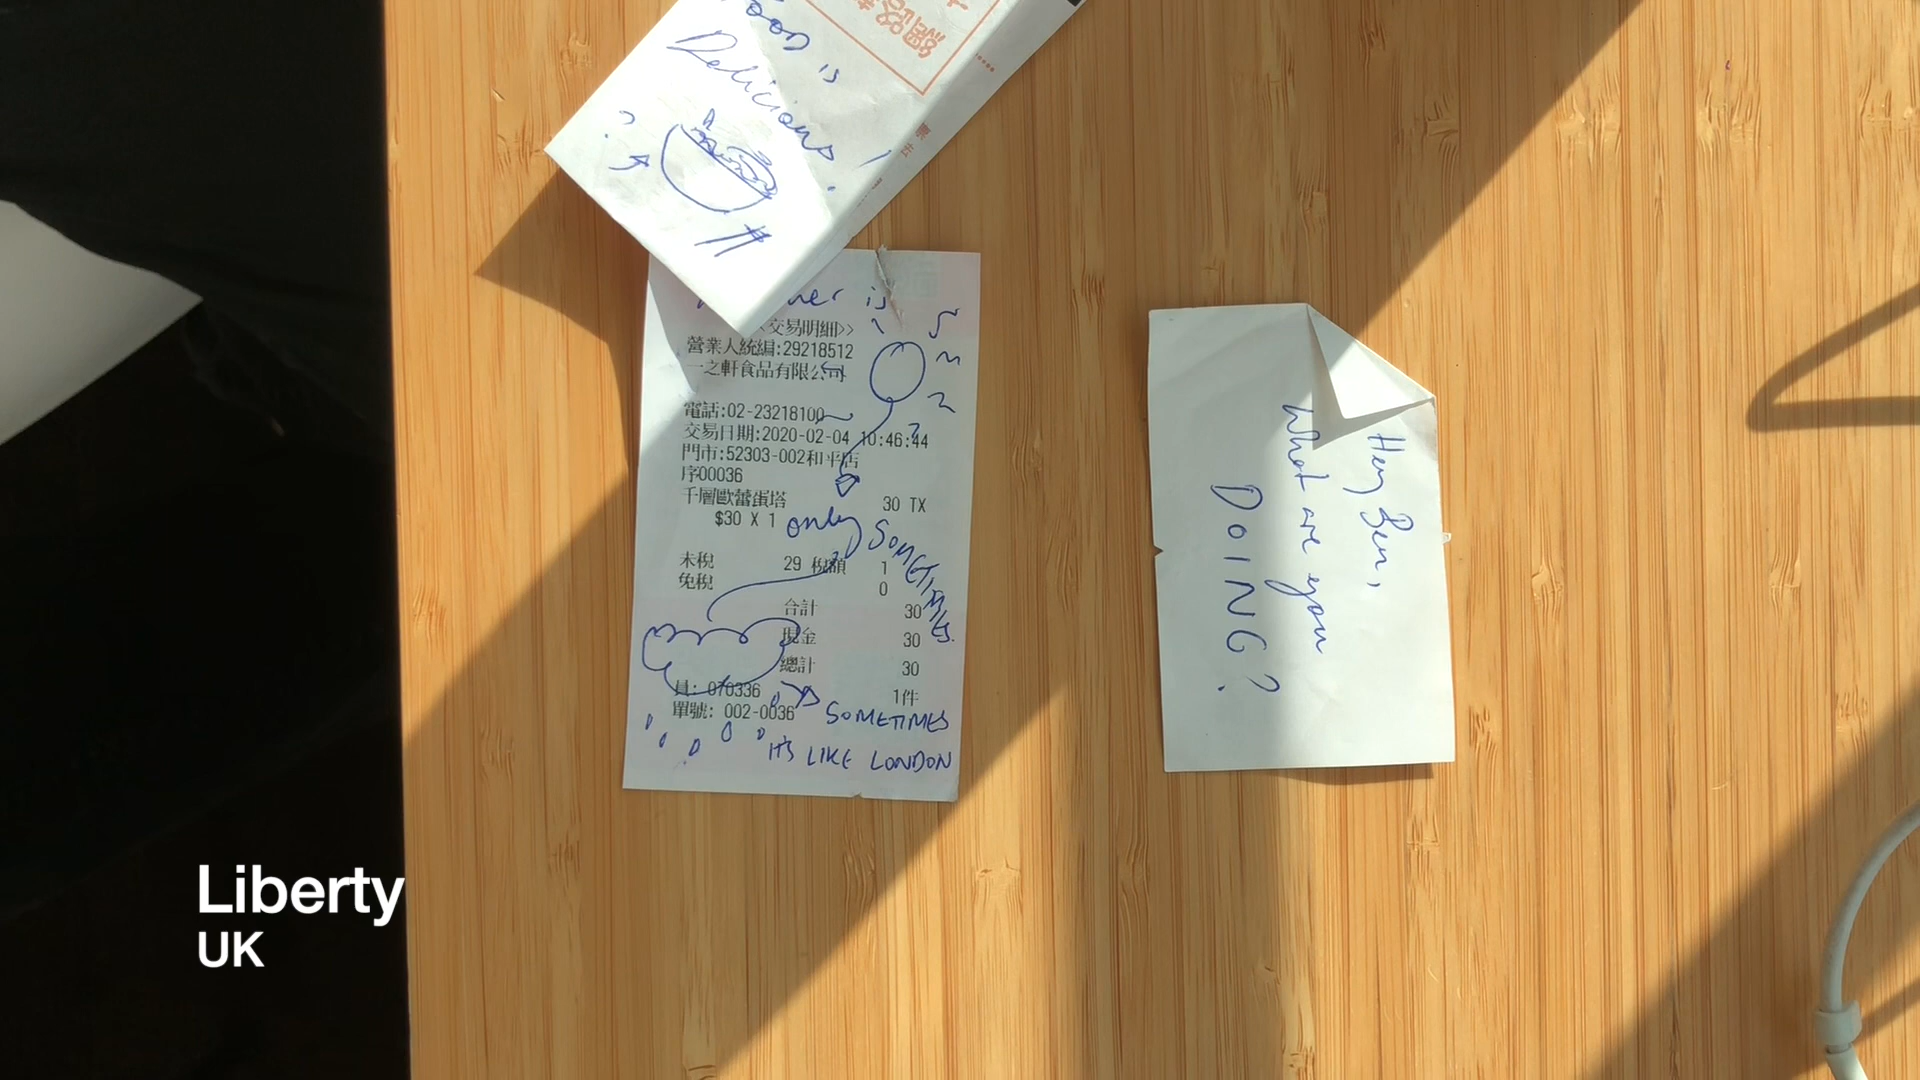 is
Delicious!
is
<<交易明細>>
營業人統編:29218512
一之軒食品有限公司
電話:02-23218100
交易日期:2020-02-04 10:46:44
門市:52303-002和平店
序00036
千層歐蕾蛋塔 30 TX
$30 X 1
only SOMETIMES
未稅 29 稅額 1
免稅 0
合計 30
現金 30
總計 30
員: 070336 1件
單號: 002-0036
SOMETIMES
IT'S LIKE LONDON
Hey Ben,
What are you
DOING?
Liberty
UK